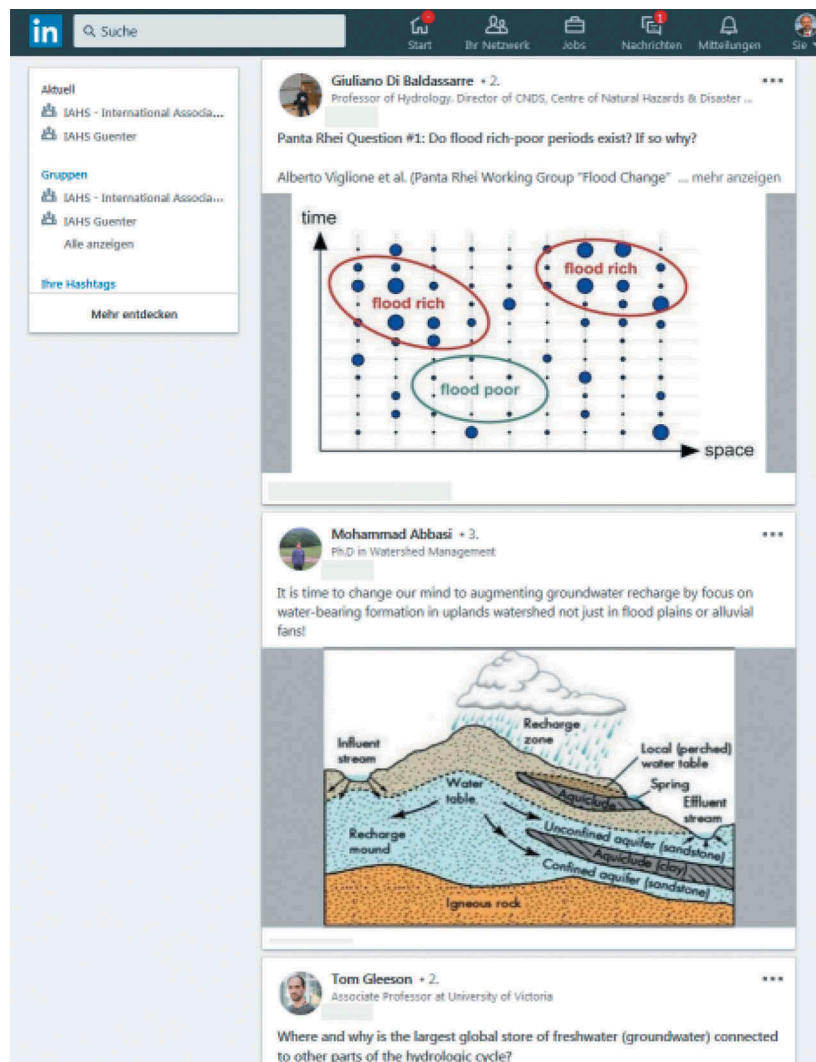 in
Suche
Start
Ihr Netzwerk
Jobs
1
Nachrichten
Mitteilungen
Sie
Aktuell
IAHS - International Associa...
IAHS Guenter
Gruppen
IAHS - International Associa...
IAHS Guenter
Alle anzeigen
Ihre Hashtags
Mehr entdecken
Giuliano Di Baldassarre • 2.
Professor of Hydrology. Director of CNDS, Centre of Natural Hazards & Disaster ...
Panta Rhei Question #1: Do flood rich-poor periods exist? If so why?
Alberto Viglione et al. (Panta Rhei Working Group "Flood Change" ... mehr anzeigen
time
flood rich
flood rich
flood poor
space
Mohammad Abbasi • 3.
Ph.D in Watershed Management
It is time to change our mind to augmenting groundwater recharge by focus on
water-bearing formation in uplands watershed not just in flood plains or alluvial
fans!
Recharge
zone
Influent
stream
Local (perched)
water table
Spring
Aquiclude
Water
table
Effluent
stream
Unconfined aquifer (sandstone)
Recharge
mound
Aquiclude (clay)
Confined aquifer (sandstone)
Igneous rock
Tom Gleeson • 2.
Associate Professor at University of Victoria
Where and why is the largest global store of freshwater (groundwater) connected
to other parts of the hydrologic cycle?